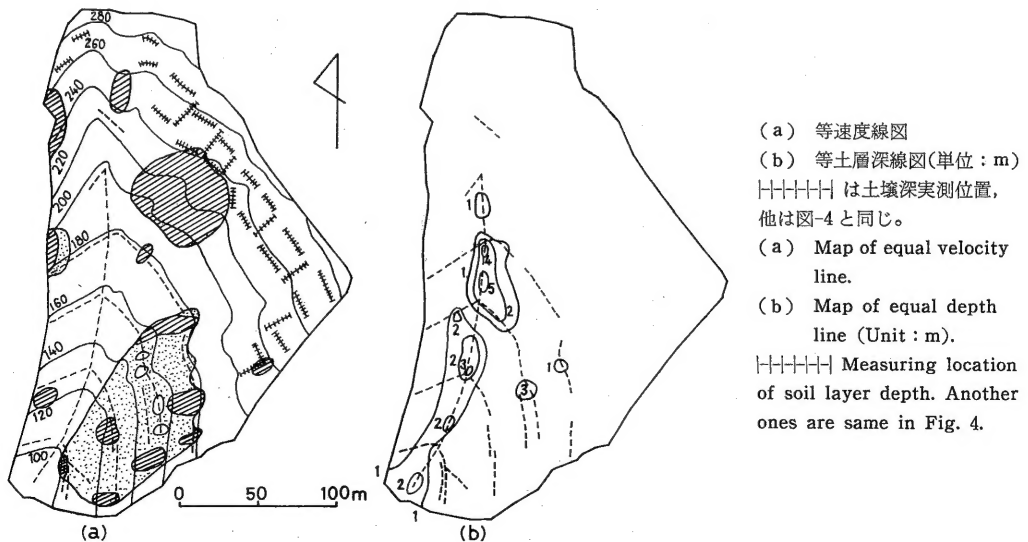 280
260
240
220
200
180
160
140
120
100
0 50 100m
(a)
1
4
1
5
2
2
2
3
3
1
2
1
2
1
(b)
(a) 等速度線図
(b) 等土層深線図(単位:m)
├┼┼┼┼┼┤は土壌深実測位置,
他は図-4と同じ。
(a) Map of equal velocity
line.
(b) Map of equal depth
line (Unit : m).
├┼┼┼┼┼┤ Measuring location
of soil layer depth. Another
ones are same in Fig. 4.